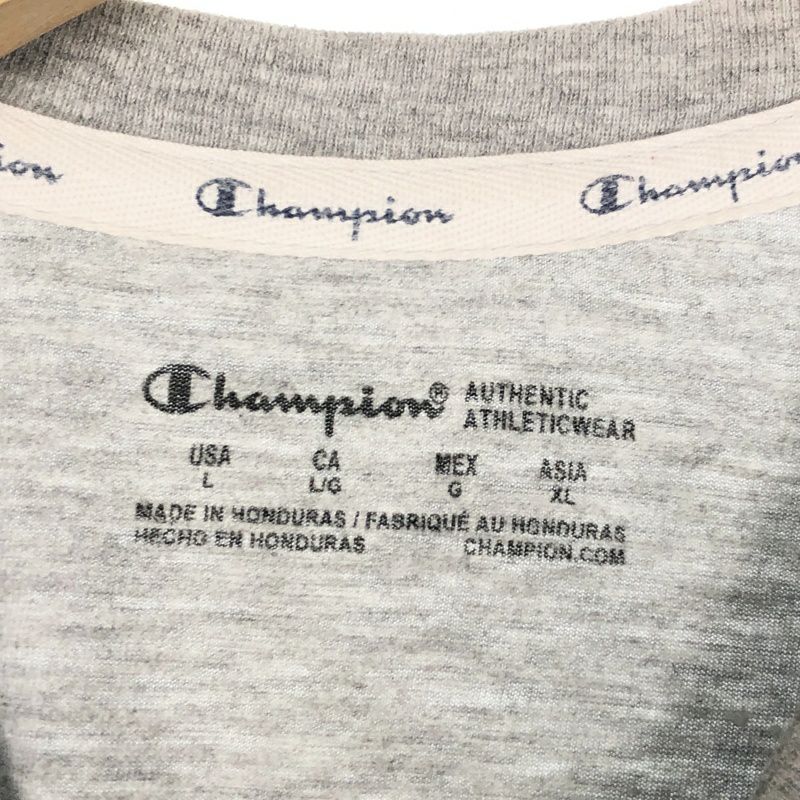 ion Champion Champion
Champion® AUTHENTIC
ATHLETICWEAR
USA CA MEX ASIA
L L/G G XL
MADE IN HONDURAS / FABRIQUÉ AU HONDURAS
HECHO EN HONDURAS CHAMPION.COM